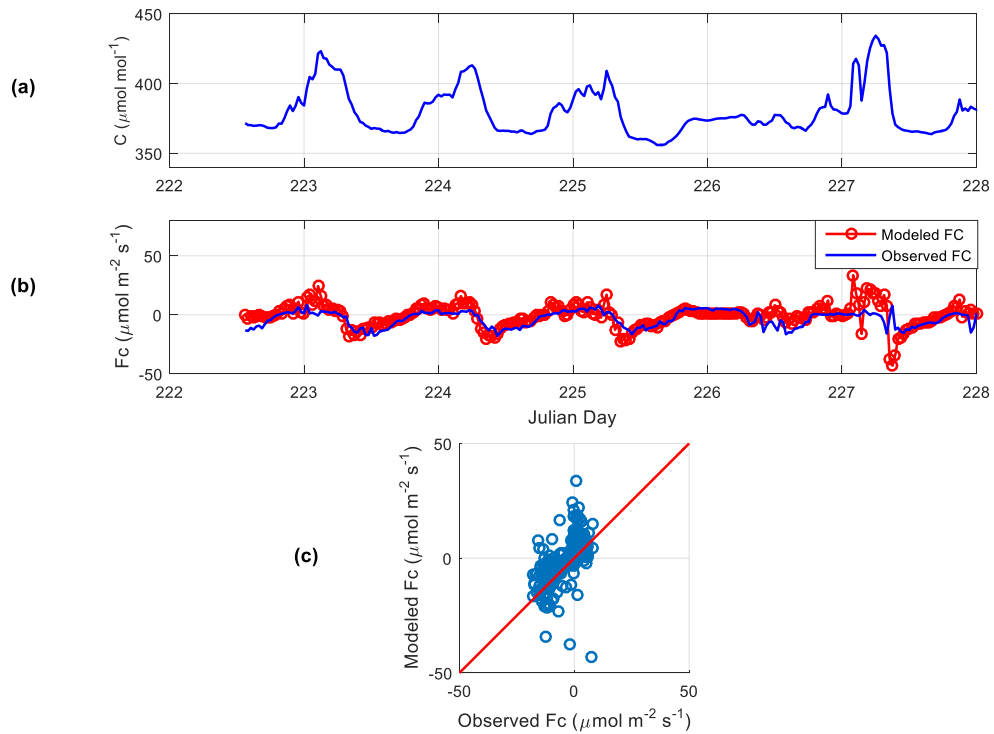 (a)
C (μmol mol⁻¹)
450
400
350
222 223 224 225 226 227 228
(b)
Fc (μmol m⁻² s⁻¹)
50
0
-50
Modeled FC
Observed FC
222 223 224 225 226 227 228
Julian Day
(c)
Modeled Fc (μmol m⁻² s⁻¹)
50
0
-50
-50 0 50
Observed Fc (μmol m⁻² s⁻¹)